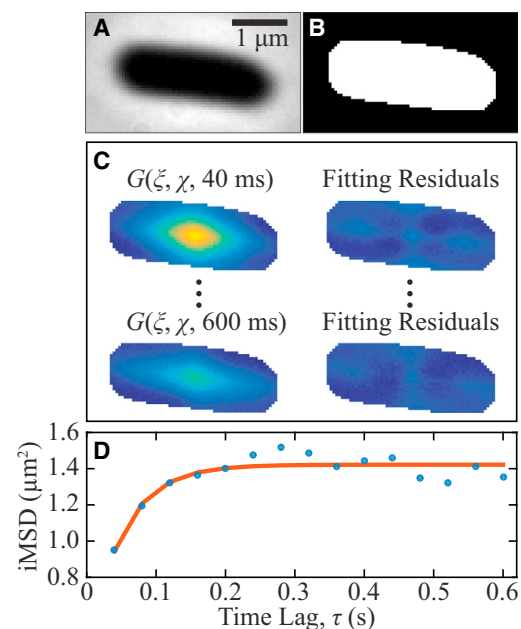 A
1 μm
B
C
G(ξ, χ, 40 ms)
Fitting Residuals
G(ξ, χ, 600 ms)
Fitting Residuals
D
iMSD (μm²)
1.6
1.4
1.2
1.0
0.8
0 0.1 0.2 0.3 0.4 0.5 0.6
Time Lag, τ (s)